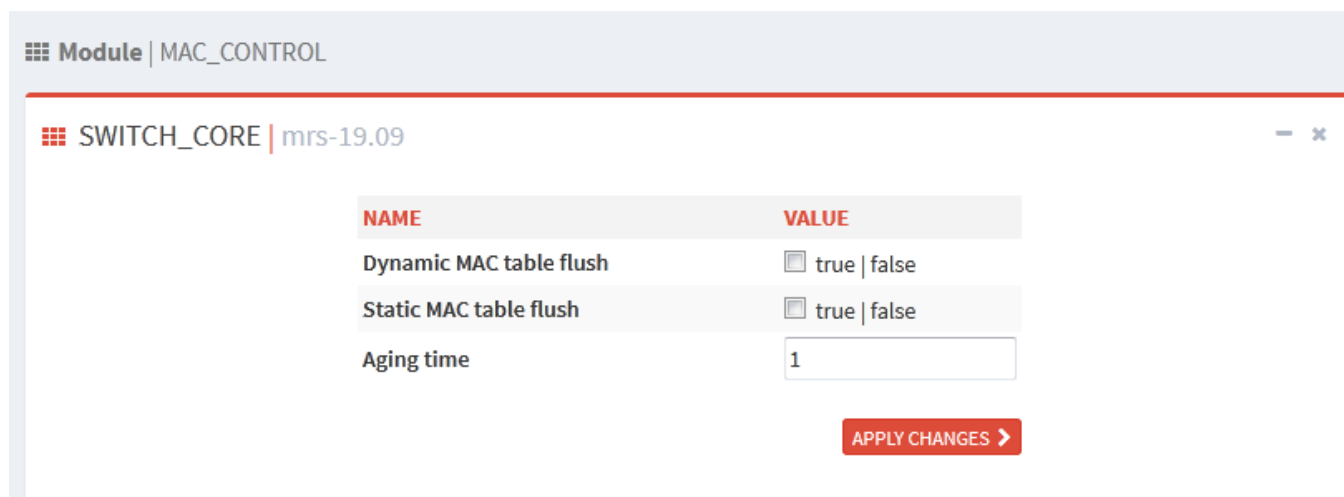 Module | MAC_CONTROL
SWITCH_CORE | mrs-19.09
NAME VALUE
Dynamic MAC table flush true | false
Static MAC table flush true | false
Aging time 1
APPLY CHANGES